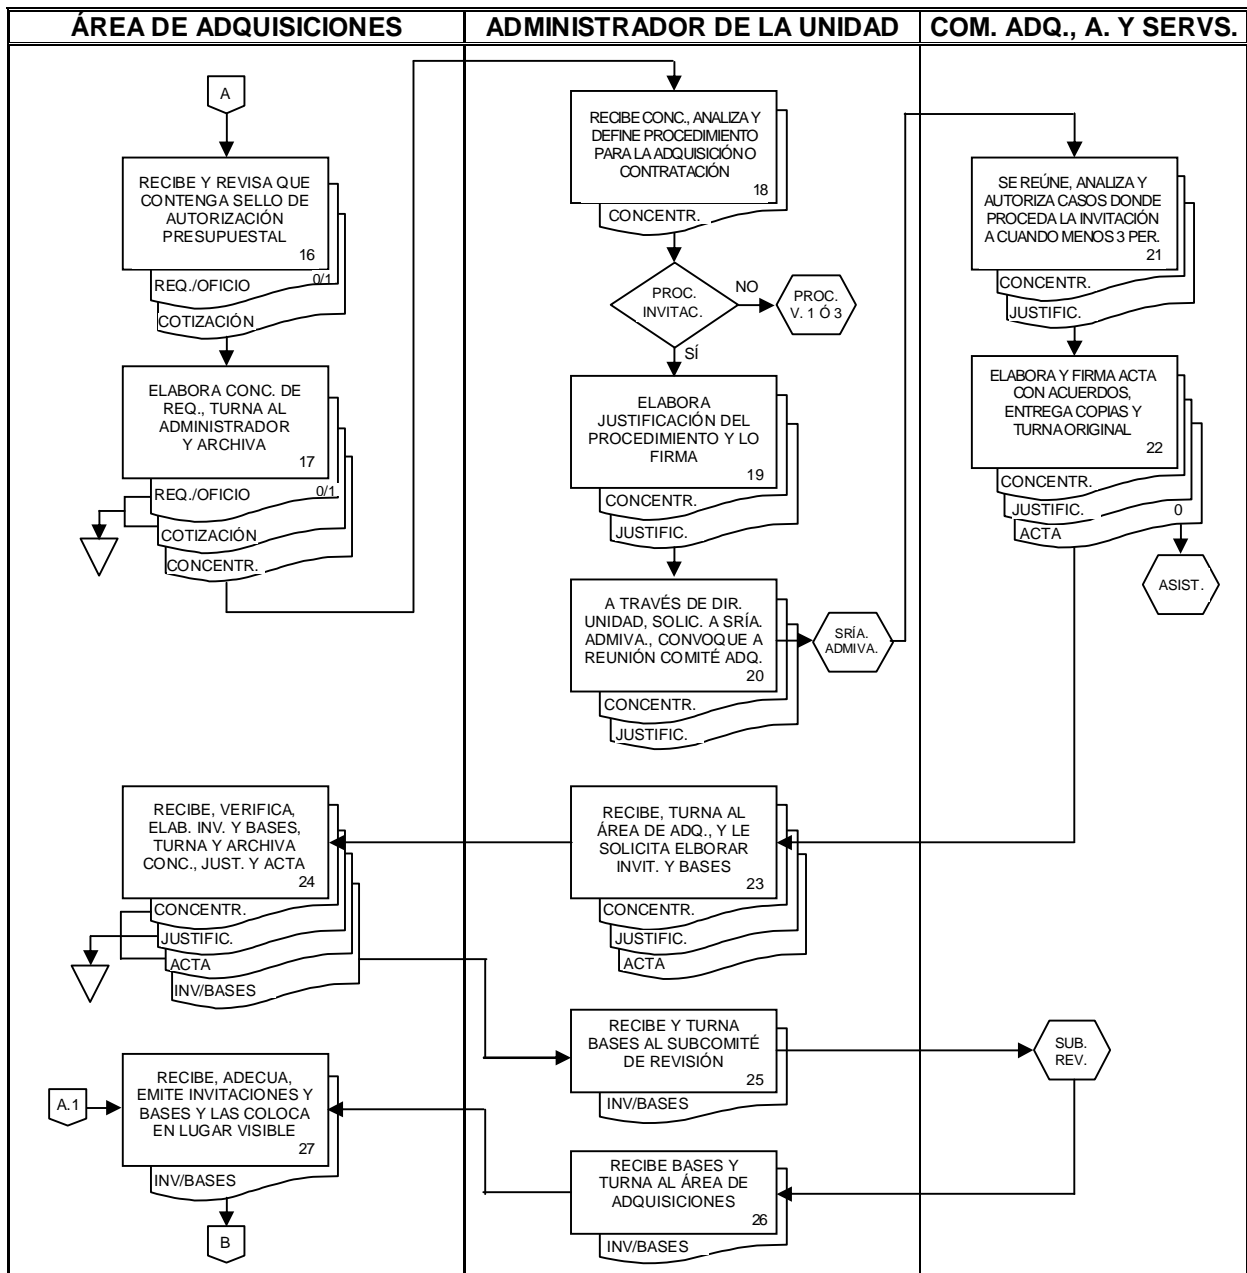 ÁREA DE ADQUISICIONES
ADMINISTRADOR DE LA UNIDAD
COM. ADQ., A. Y SERVS.
A
RECIBE Y REVISA QUE
CONTENGA SELLO DE
AUTORIZACIÓN
PRESUPUESTAL
16
REQ./OFICIO
0/1
COTIZACIÓN
ELABORA CONC. DE
REQ., TURNA AL
ADMINISTRADOR
Y ARCHIVA
17
REQ./OFICIO
0/1
COTIZACIÓN
CONCENTR.
RECIBE CONC., ANALIZA Y
DEFINE PROCEDIMIENTO
PARA LA ADQUISICIÓN O
CONTRATACIÓN
18
CONCENTR.
PROC.
INVITAC.
NO
PROC.
V. 1 Ó 3
SÍ
ELABORA
JUSTIFICACIÓN DEL
PROCEDIMIENTO Y LO
FIRMA
19
CONCENTR.
JUSTIFIC.
A TRAVÉS DE DIR.
UNIDAD, SOLIC. A SRÍA.
ADMIVA., CONVOQUE A
REUNIÓN COMITÉ ADQ.
20
CONCENTR.
JUSTIFIC.
SRÍA.
ADMIVA.
SE REÚNE, ANALIZA Y
AUTORIZA CASOS DONDE
PROCEDA LA INVITACIÓN
A CUANDO MENOS 3 PER.
21
CONCENTR.
JUSTIFIC.
ELABORA Y FIRMA ACTA
CON ACUERDOS,
ENTREGA COPIAS Y
TURNA ORIGINAL
22
CONCENTR.
JUSTIFIC.
0
ACTA
ASIST.
RECIBE, TURNA AL
ÁREA DE ADQ., Y LE
SOLICITA ELBORAR
INVIT. Y BASES
23
CONCENTR.
JUSTIFIC.
ACTA
RECIBE, VERIFICA,
ELAB. INV. Y BASES,
TURNA Y ARCHIVA
CONC., JUST. Y ACTA
24
CONCENTR.
JUSTIFIC.
ACTA
INV/BASES
RECIBE Y TURNA
BASES AL SUBCOMITÉ
DE REVISIÓN
25
INV/BASES
SUB.
REV.
RECIBE BASES Y
TURNA AL ÁREA DE
ADQUISICIONES
26
INV/BASES
A.1
RECIBE, ADECUA,
EMITE INVITACIONES Y
BASES Y LAS COLOCA
EN LUGAR VISIBLE
27
INV/BASES
B